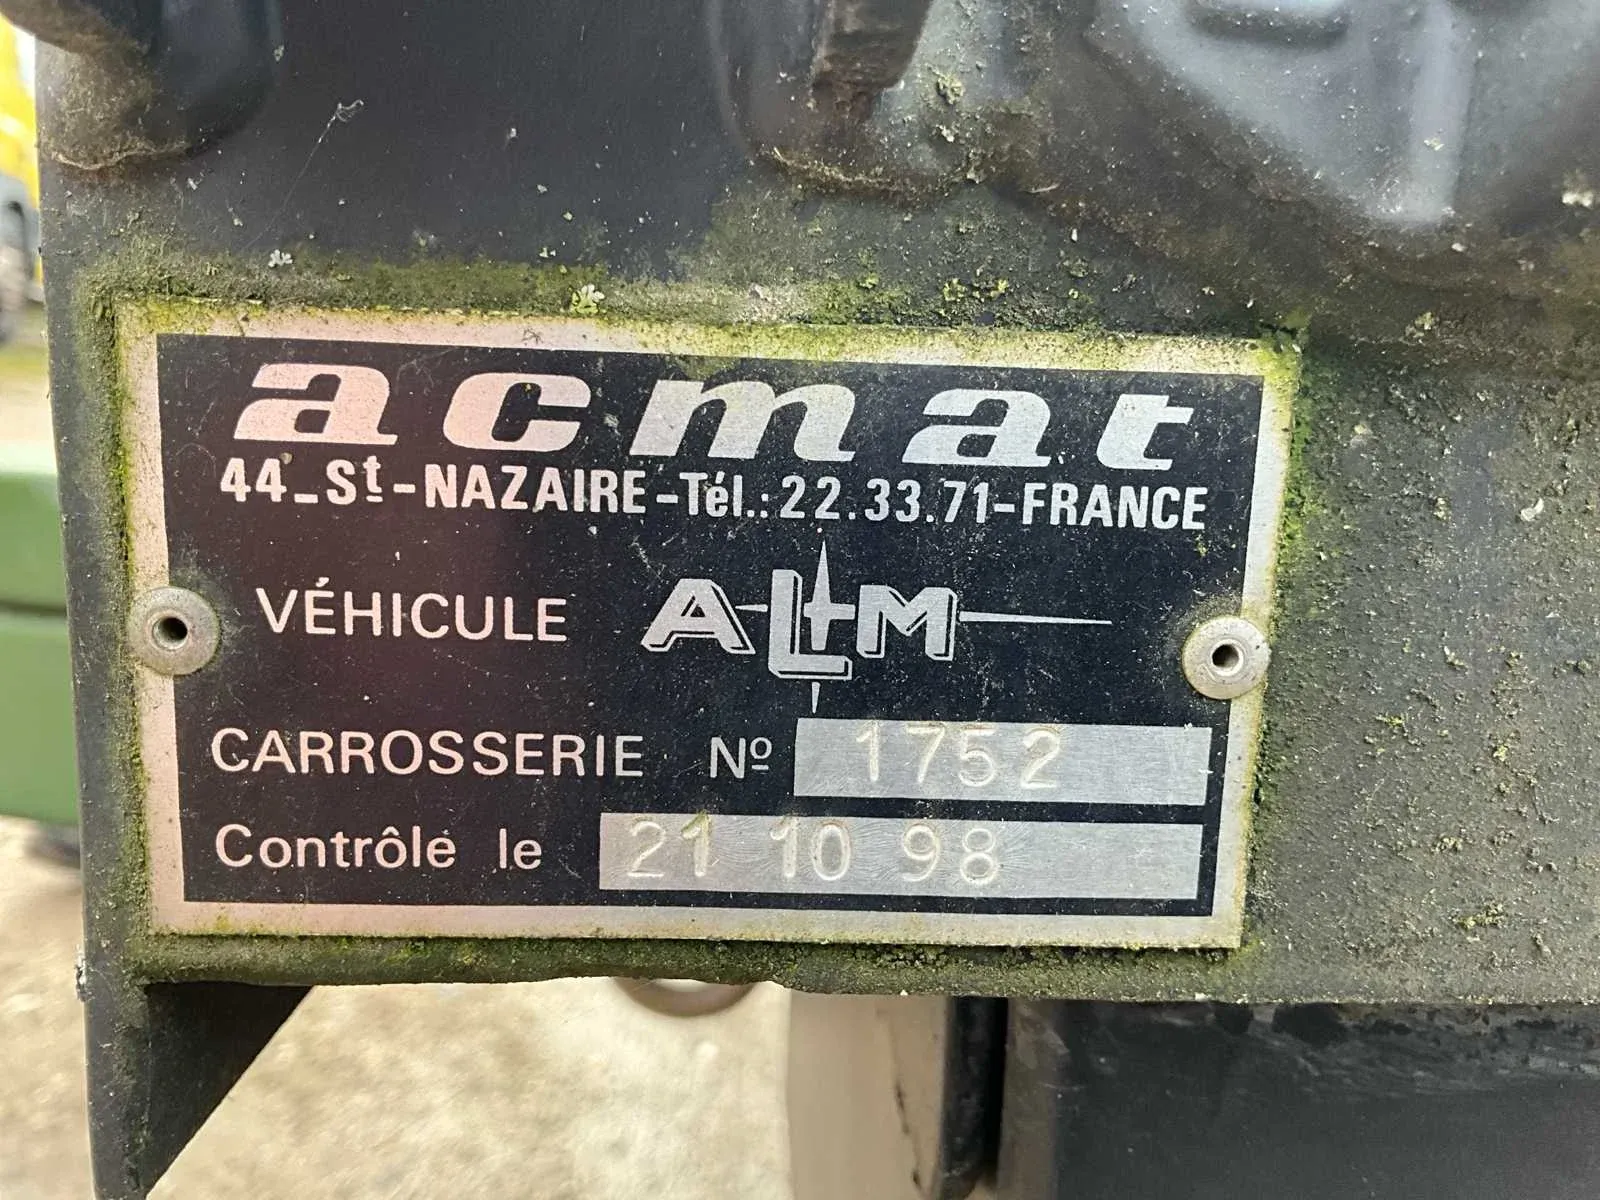 acmat
44_St-NAZAIRE-Tél.:22.33.71-FRANCE
VÉHICULE ALM
CARROSSERIE Nº 1752
Contrôle le 21 10 98